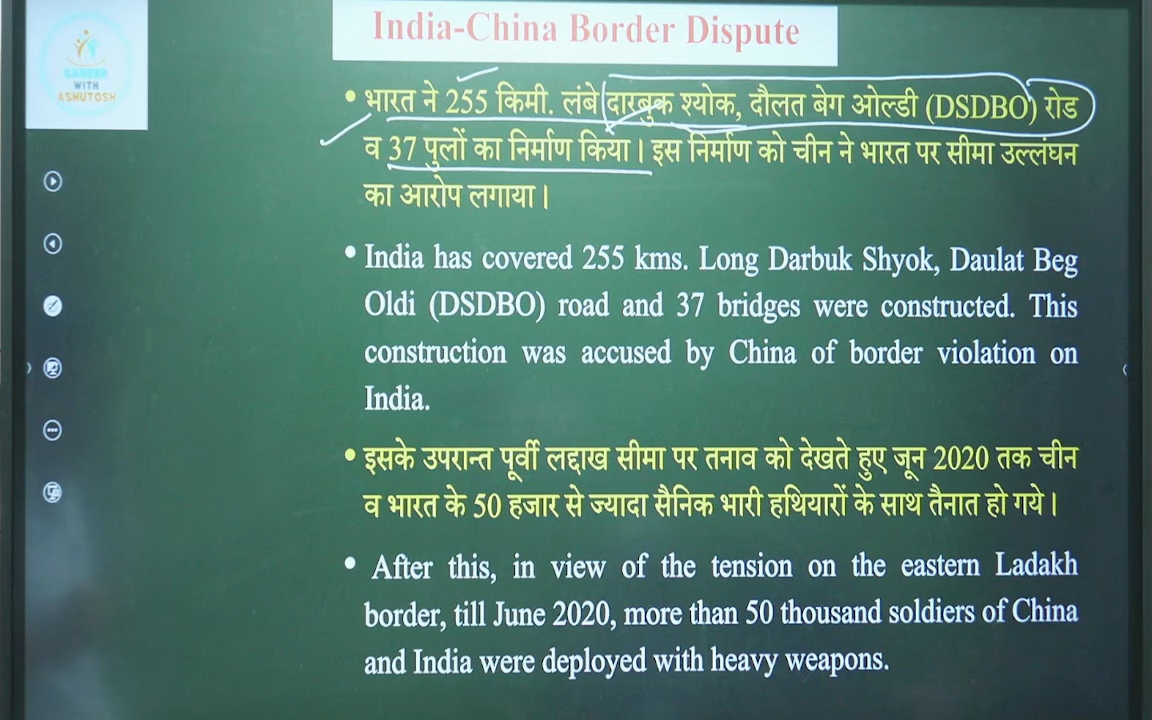 CAREER
WITH
ASHUTOSH
India-China Border Dispute
• भारत ने 255 किमी. लंबे दारबुक श्योक, दौलत बेग ओल्डी (DSDBO) रोड
व 37 पुलों का निर्माण किया। इस निर्माण को चीन ने भारत पर सीमा उल्लंघन
का आरोप लगाया।
• India has covered 255 kms. Long Darbuk Shyok, Daulat Beg
Oldi (DSDBO) road and 37 bridges were constructed. This
construction was accused by China of border violation on
India.
• इसके उपरान्त पूर्वी लद्दाख सीमा पर तनाव को देखते हुए जून 2020 तक चीन
व भारत के 50 हजार से ज्यादा सैनिक भारी हथियारों के साथ तैनात हो गये।
• After this, in view of the tension on the eastern Ladakh
border, till June 2020, more than 50 thousand soldiers of China
and India were deployed with heavy weapons.